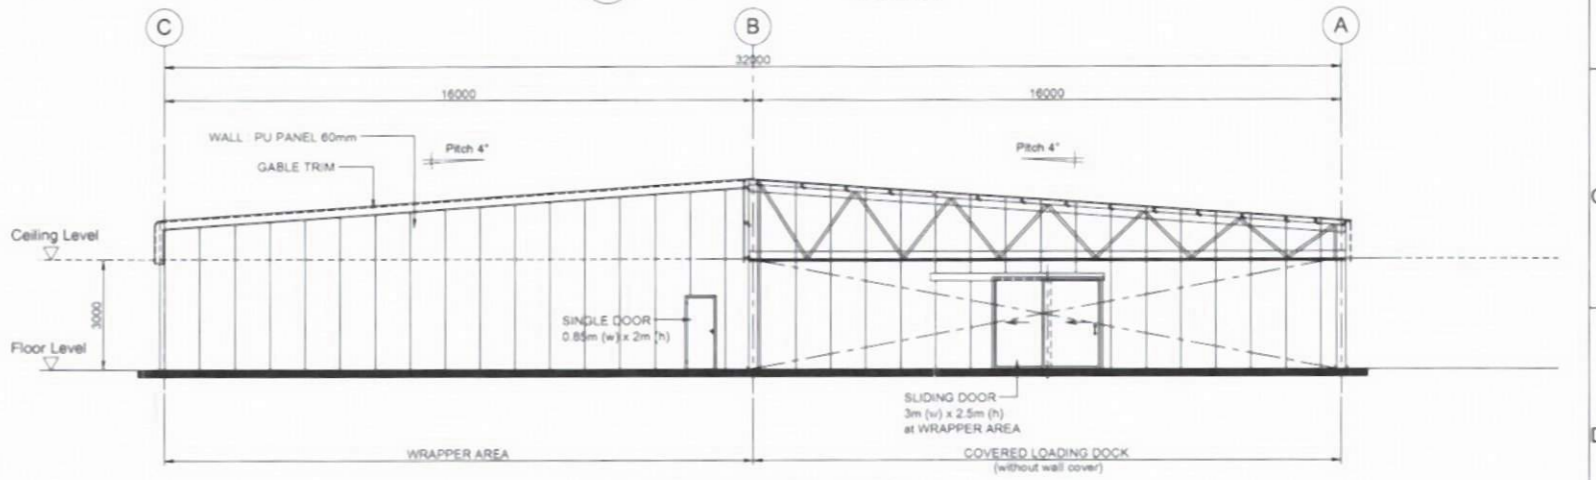 C
B
A
32000
16000
16000
WALL : PU PANEL 60mm
GABLE TRIM
Pitch 4°
Pitch 4°
Ceiling Level
3000
Floor Level
SINGLE DOOR
0.85m (w) x 2m (h)
SLIDING DOOR
3m (w) x 2.5m (h)
at WRAPPER AREA
WRAPPER AREA
COVERED LOADING DOCK
(without wall cover)